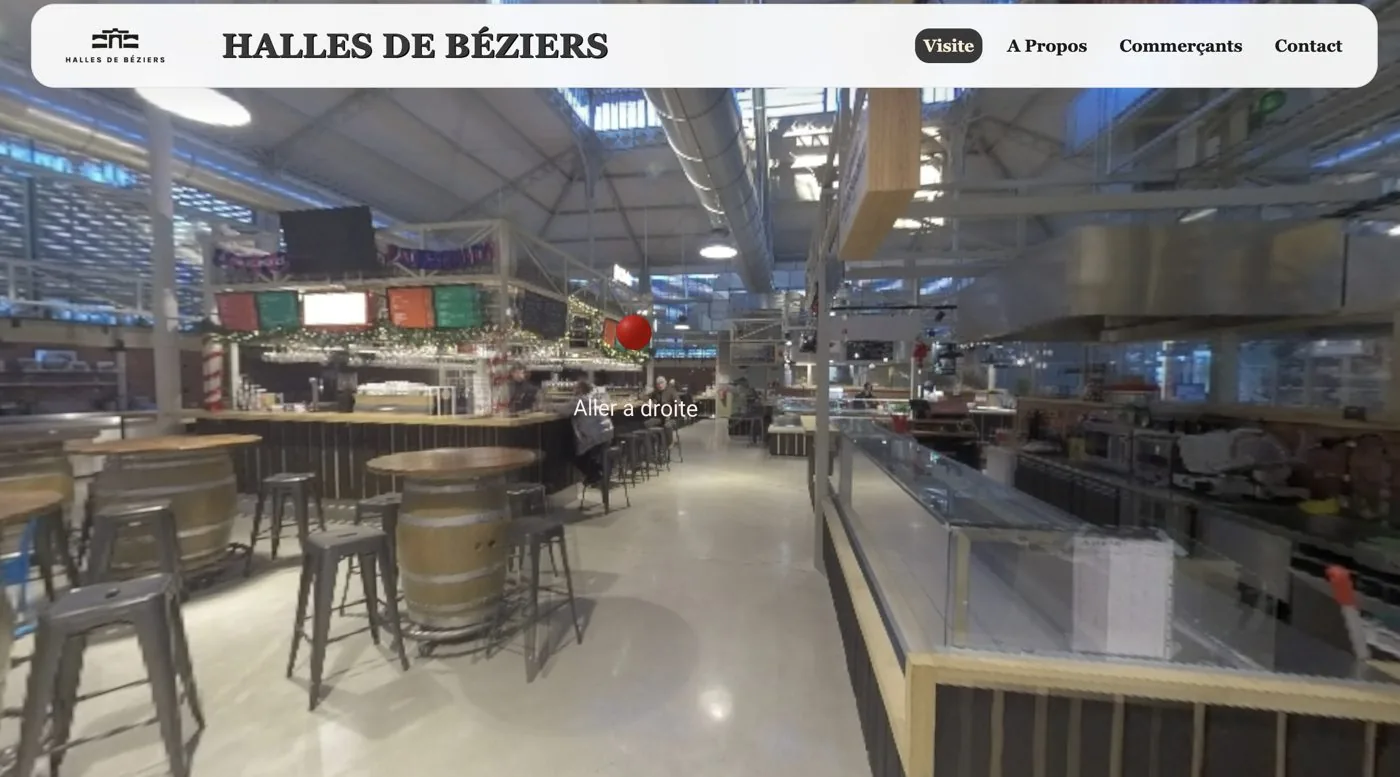 HALLES DE BÉZIERS
HALLES DE BÉZIERS
Visite
A Propos
Commerçants
Contact
Aller a droite